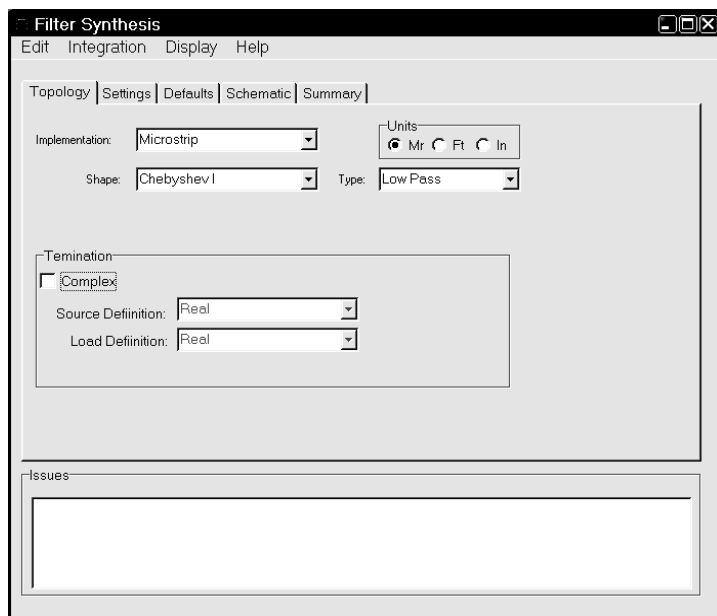 Filter Synthesis
Edit Integration Display Help
Topology Settings Defaults Schematic Summary
Implementation: Microstrip
Units
Mr Ft In
Shape: Chebyshev I Type: Low Pass
Temination
Complex
Source Defiinition: Real
Load Defiinition: Real
Issues